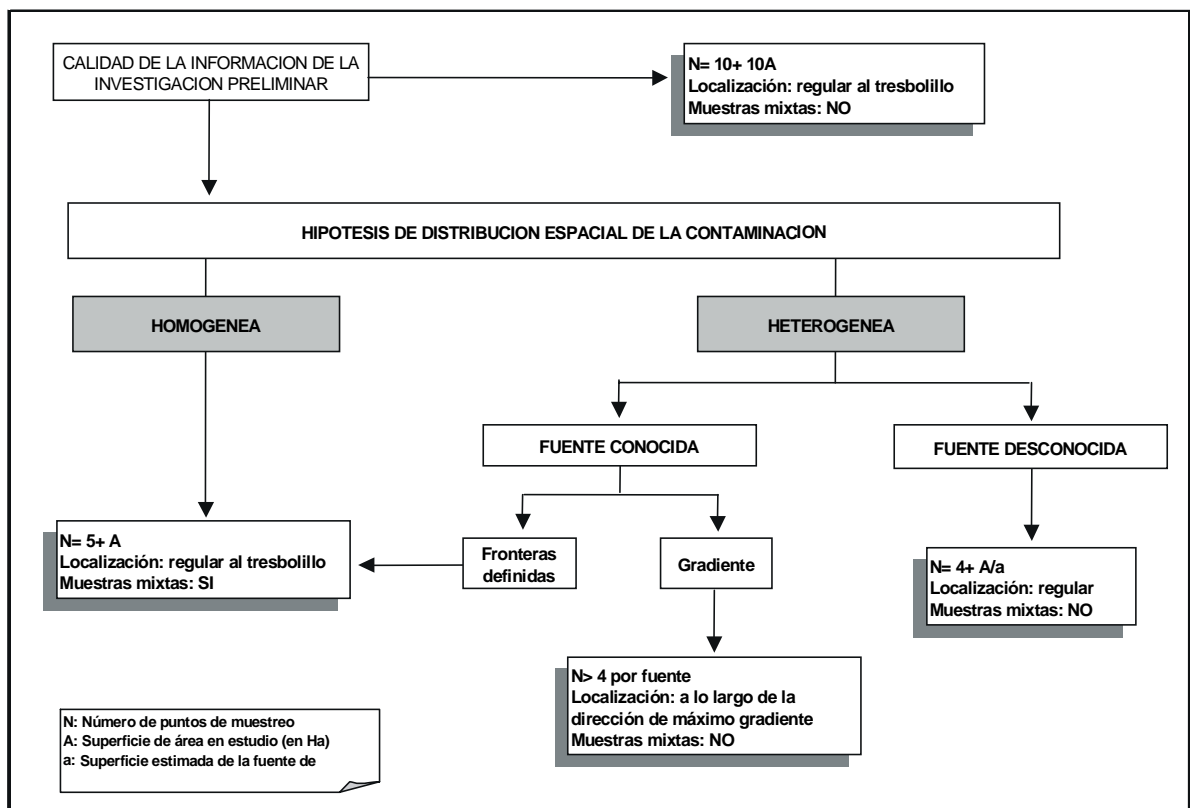 CALIDAD DE LA INFORMACION DE LA
INVESTIGACION PRELIMINAR
N= 10+ 10A
Localización: regular al tresbolillo
Muestras mixtas: NO
HIPOTESIS DE DISTRIBUCION ESPACIAL DE LA CONTAMINACION
HOMOGENEA
HETEROGENEA
FUENTE CONOCIDA
FUENTE DESCONOCIDA
N= 5+ A
Localización: regular al tresbolillo
Muestras mixtas: SI
Fronteras
definidas
Gradiente
N= 4+ A/a
Localización: regular
Muestras mixtas: NO
N> 4 por fuente
Localización: a lo largo de la
dirección de máximo gradiente
Muestras mixtas: NO
N: Número de puntos de muestreo
A: Superficie de área en estudio (en Ha)
a: Superficie estimada de la fuente de